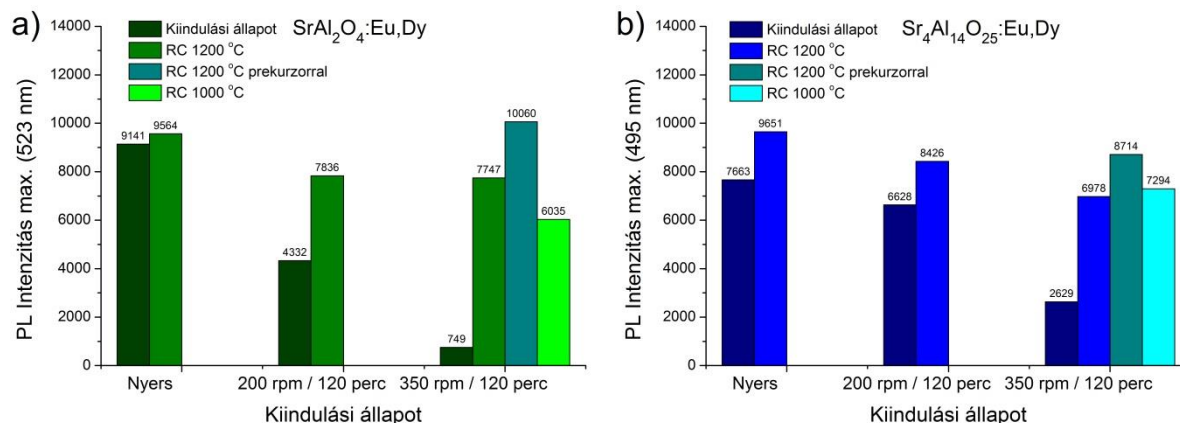 a) SrAl₂O₄:Eu,Dy
PL Intenzitás max. (523 nm)
14000
12000
10000
8000
6000
4000
2000
0
Kiindulási állapot
RC 1200 °C
RC 1200 °C prekurzorral
RC 1000 °C
9141
9564
4332
7836
749
7747
10060
6035
Nyers
200 rpm / 120 perc
350 rpm / 120 perc
Kiindulási állapot
b) Sr₄Al₁₄O₂₅:Eu,Dy
PL Intenzitás max. (495 nm)
14000
12000
10000
8000
6000
4000
2000
0
Kiindulási állapot
RC 1200 °C
RC 1200 °C prekurzorral
RC 1000 °C
7663
9651
6628
8426
2629
6978
8714
7294
Nyers
200 rpm / 120 perc
350 rpm / 120 perc
Kiindulási állapot